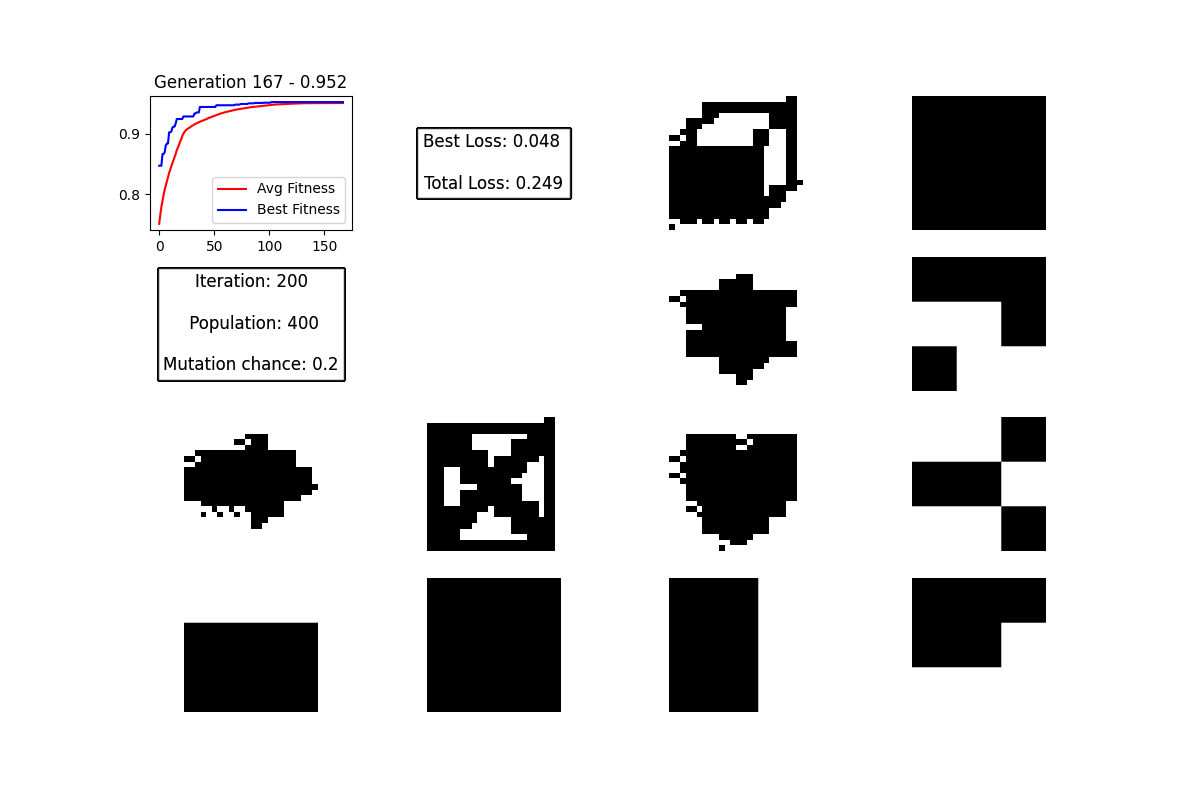 Generation 167 - 0.952
0.9
0.8
Avg Fitness
Best Fitness
0
50
100
150
Best Loss: 0.048
Total Loss: 0.249
Iteration: 200
Population: 400
Mutation chance: 0.2